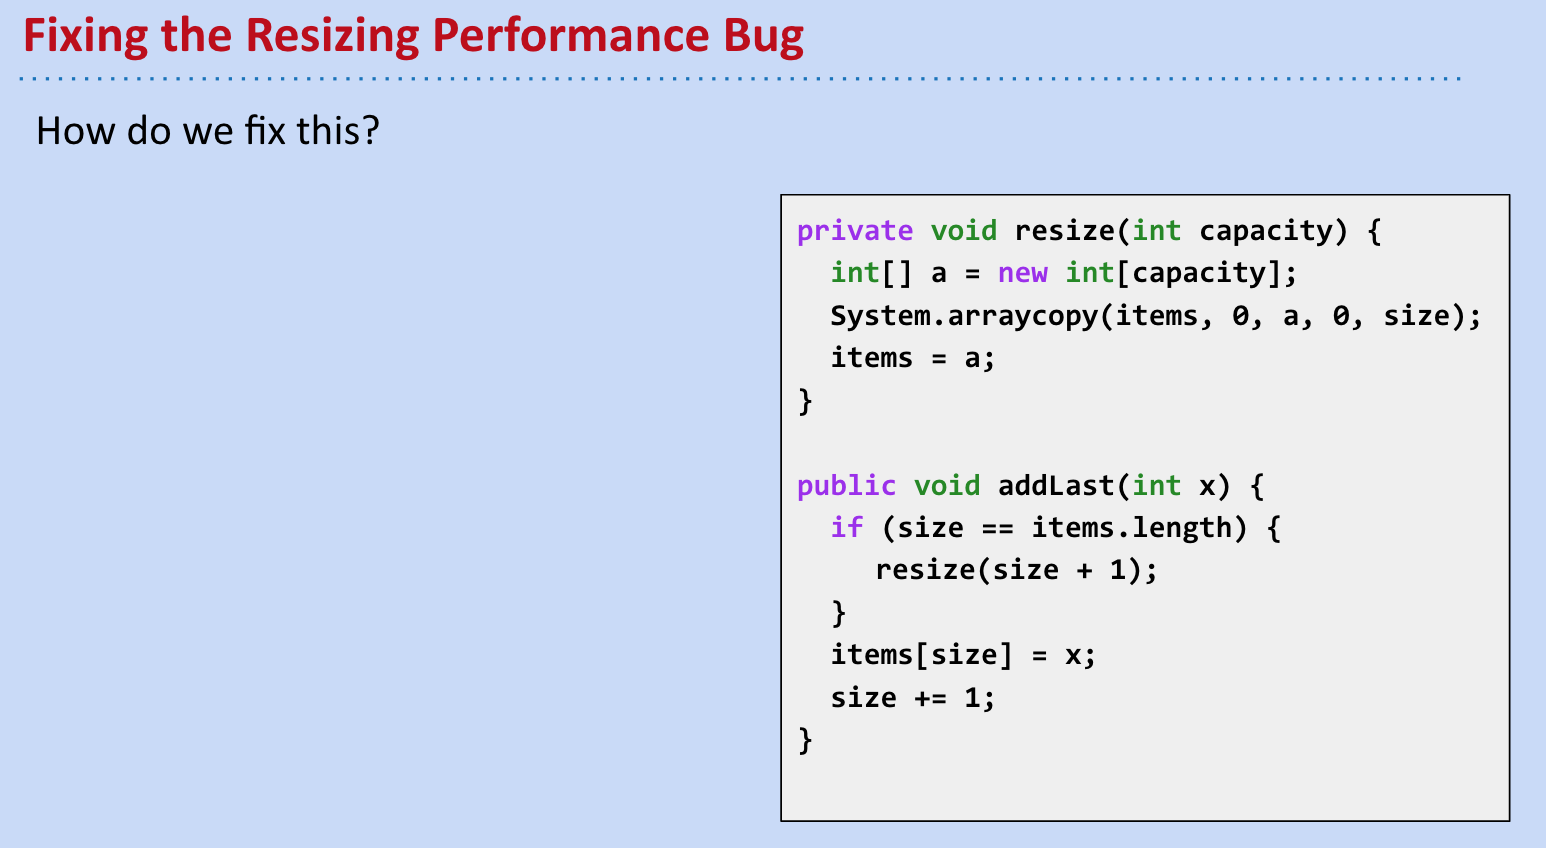 Fixing the Resizing Performance Bug
How do we fix this?
private void resize(int capacity) {
int[] a = new int[capacity];
System.arraycopy(items, 0, a, 0, size);
items = a;
}
public void addLast(int x) {
if (size == items.length) {
resize(size + 1);
}
items[size] = x;
size += 1;
}